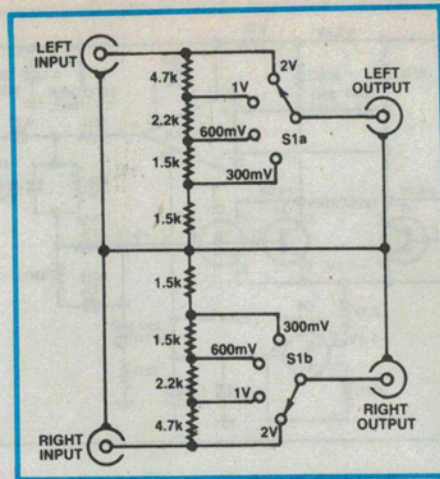 LEFT
INPUT
4.7k
2V
1V
LEFT
OUTPUT
2.2k
600mV
S1a
1.5k
300mV
1.5k
1.5k
300mV
1.5k
600mV
S1b
2.2k
1V
4.7k
2V
RIGHT
INPUT
RIGHT
OUTPUT